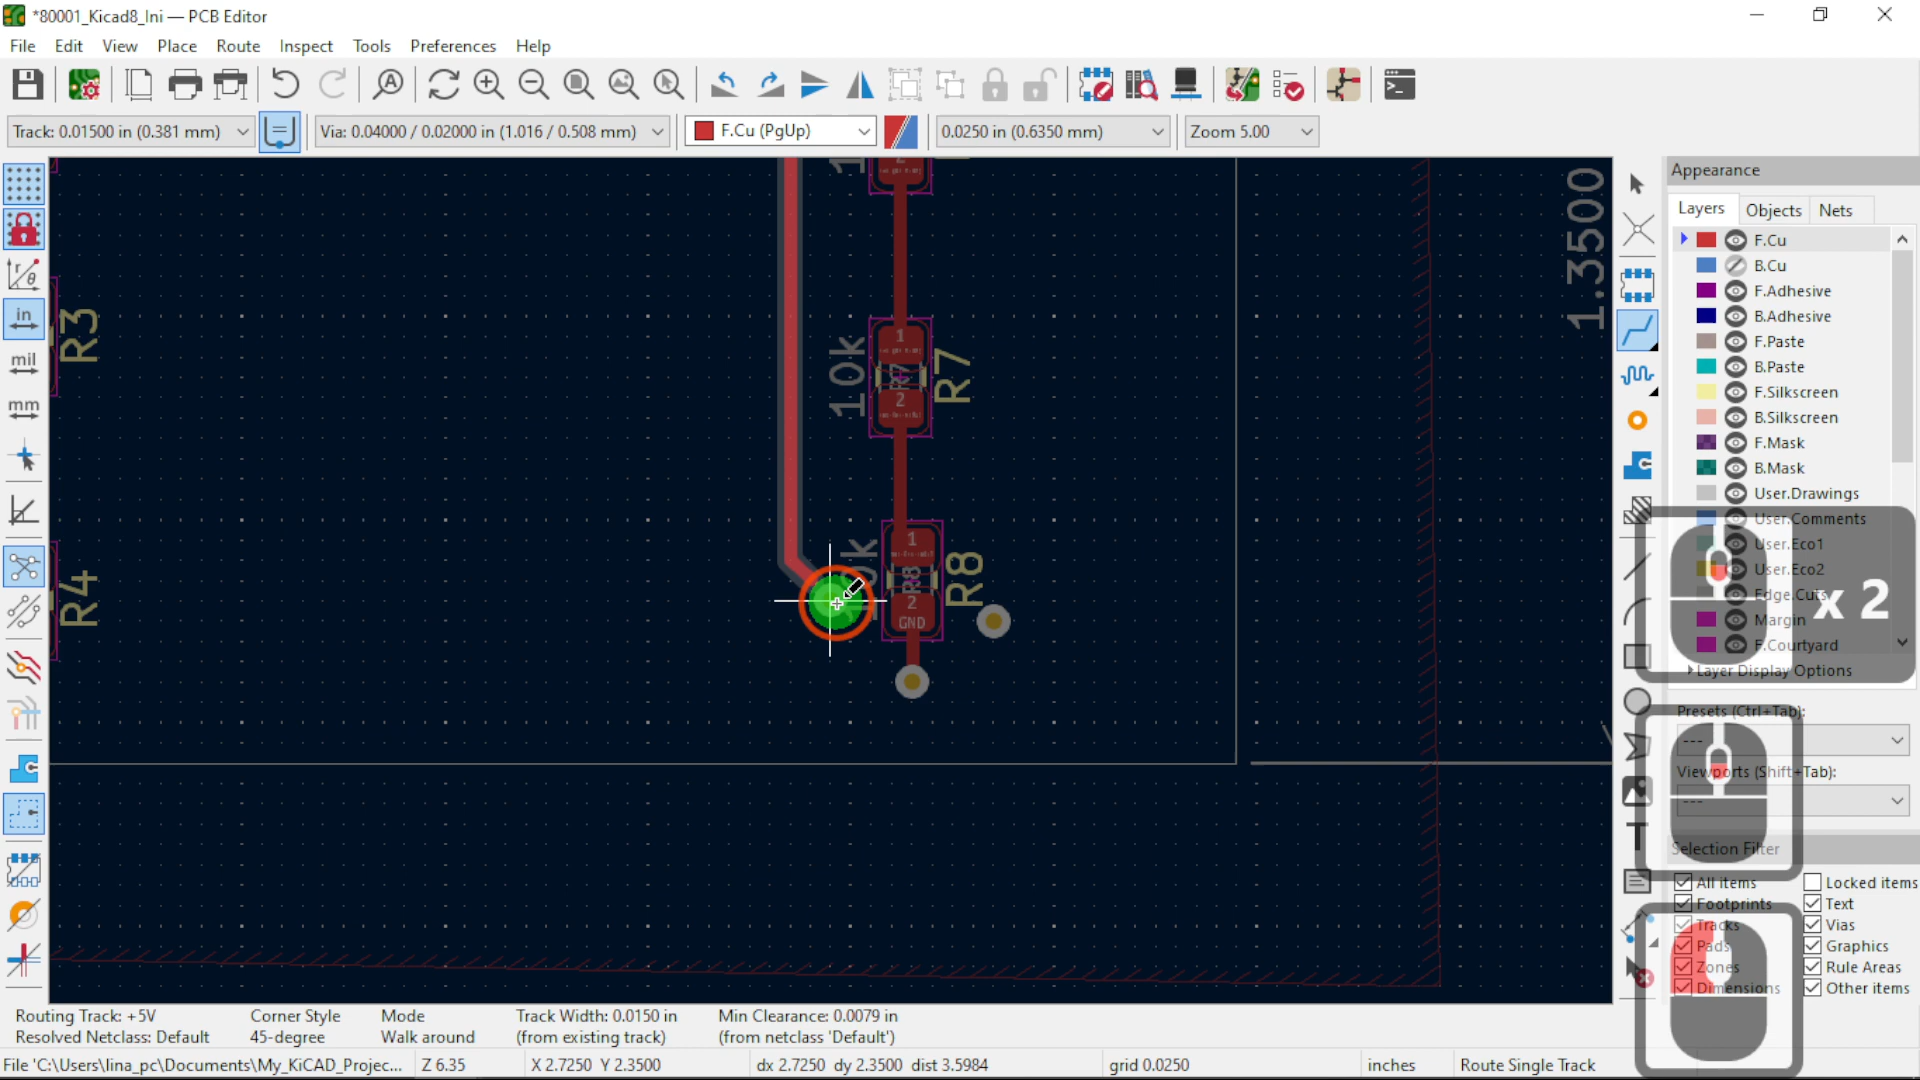 *80001_Kicad8_Ini — PCB Editor
File Edit View Place Route Inspect Tools Preferences Help
Track: 0.01500 in (0.381 mm) Via: 0.04000 / 0.02000 in (1.016 / 0.508 mm) F.Cu (PgUp) 0.0250 in (0.6350 mm) Zoom 5.00
in
mil
mm
R3
R4
10k
1
R7
2
R7
1
R8
2
GND
R8
1.3500
Appearance
Layers Objects Nets
F.Cu
B.Cu
F.Adhesive
B.Adhesive
F.Paste
B.Paste
F.Silkscreen
B.Silkscreen
F.Mask
B.Mask
User.Drawings
User.Comments
User.Eco1
User.Eco2
Edge.Cuts
Margin
F.Courtyard
x 2
Layer Display Options
Presets (Ctrl+Tab):
---
Viewports (Shift+Tab):
---
Selection Filter
All items Locked items
Footprints Text
Tracks Vias
Pads Graphics
Zones Rule Areas
Dimensions Other items
Routing Track: +5V Corner Style Mode Track Width: 0.0150 in Min Clearance: 0.0079 in
Resolved Netclass: Default 45-degree Walk around (from existing track) (from netclass 'Default')
File 'C:\Users\lina_pc\Documents\My_KiCAD_Projec... Z 6.35 X 2.7250 Y 2.3500 dx 2.7250 dy 2.3500 dist 3.5984 grid 0.0250 inches Route Single Track